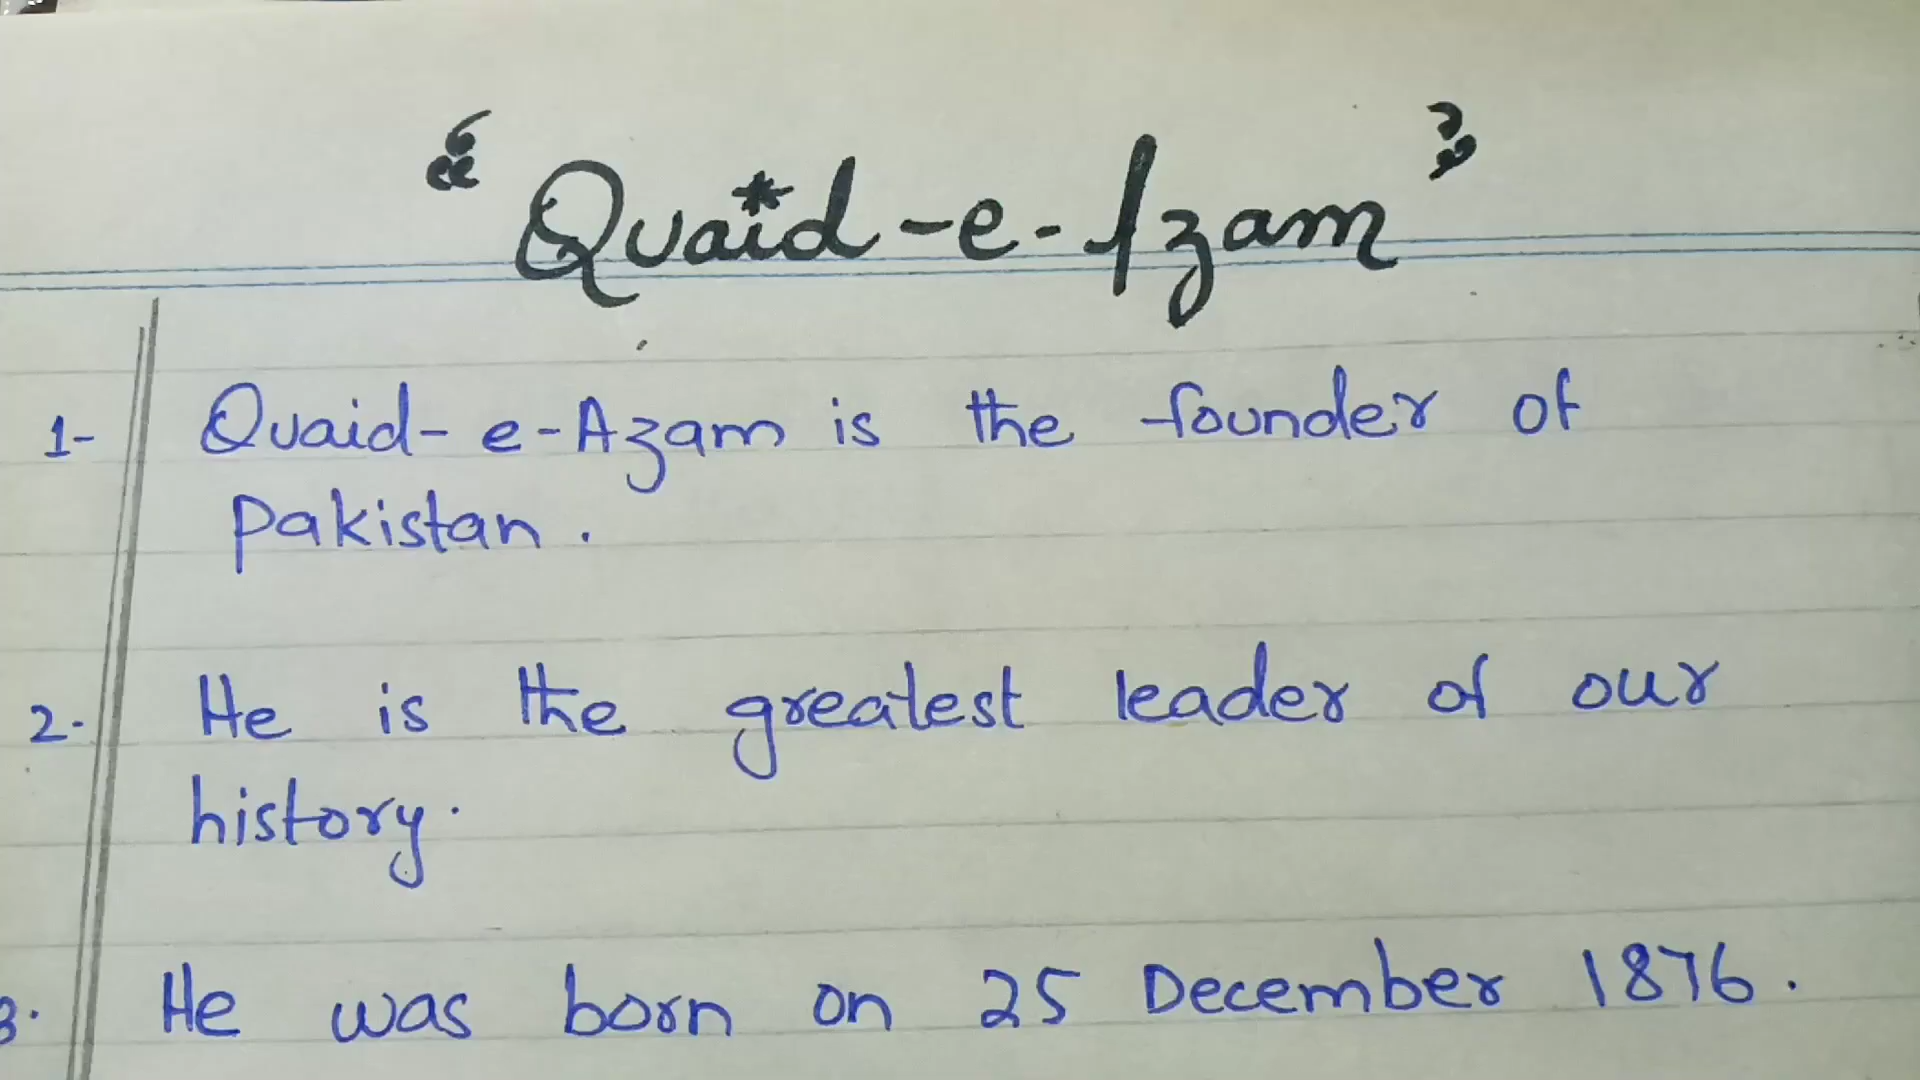 "Quaid-e-Azam"
1- Quaid-e-Azam is the founder of
Pakistan.
2- He is the greatest leader of our
history.
3. He was born on 25 December 1876.